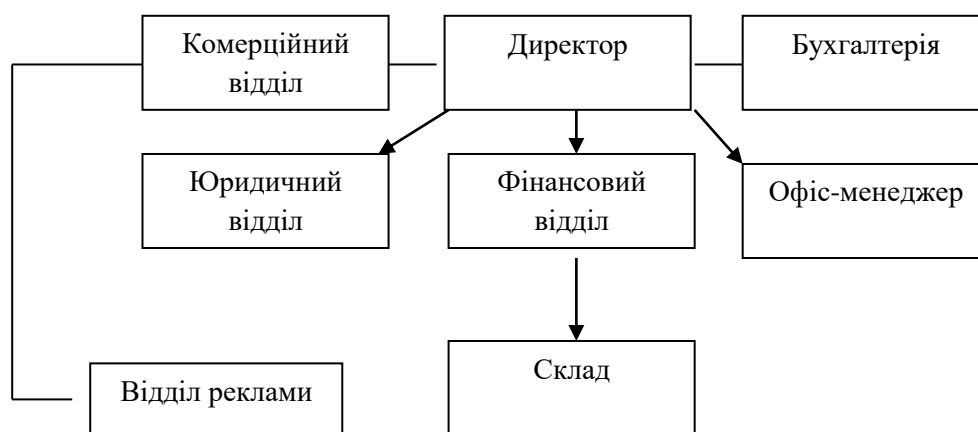 Комерційний
відділ
Директор
Бухгалтерія
Юридичний
відділ
Фінансовий
відділ
Офіс-менеджер
Відділ реклами
Склад